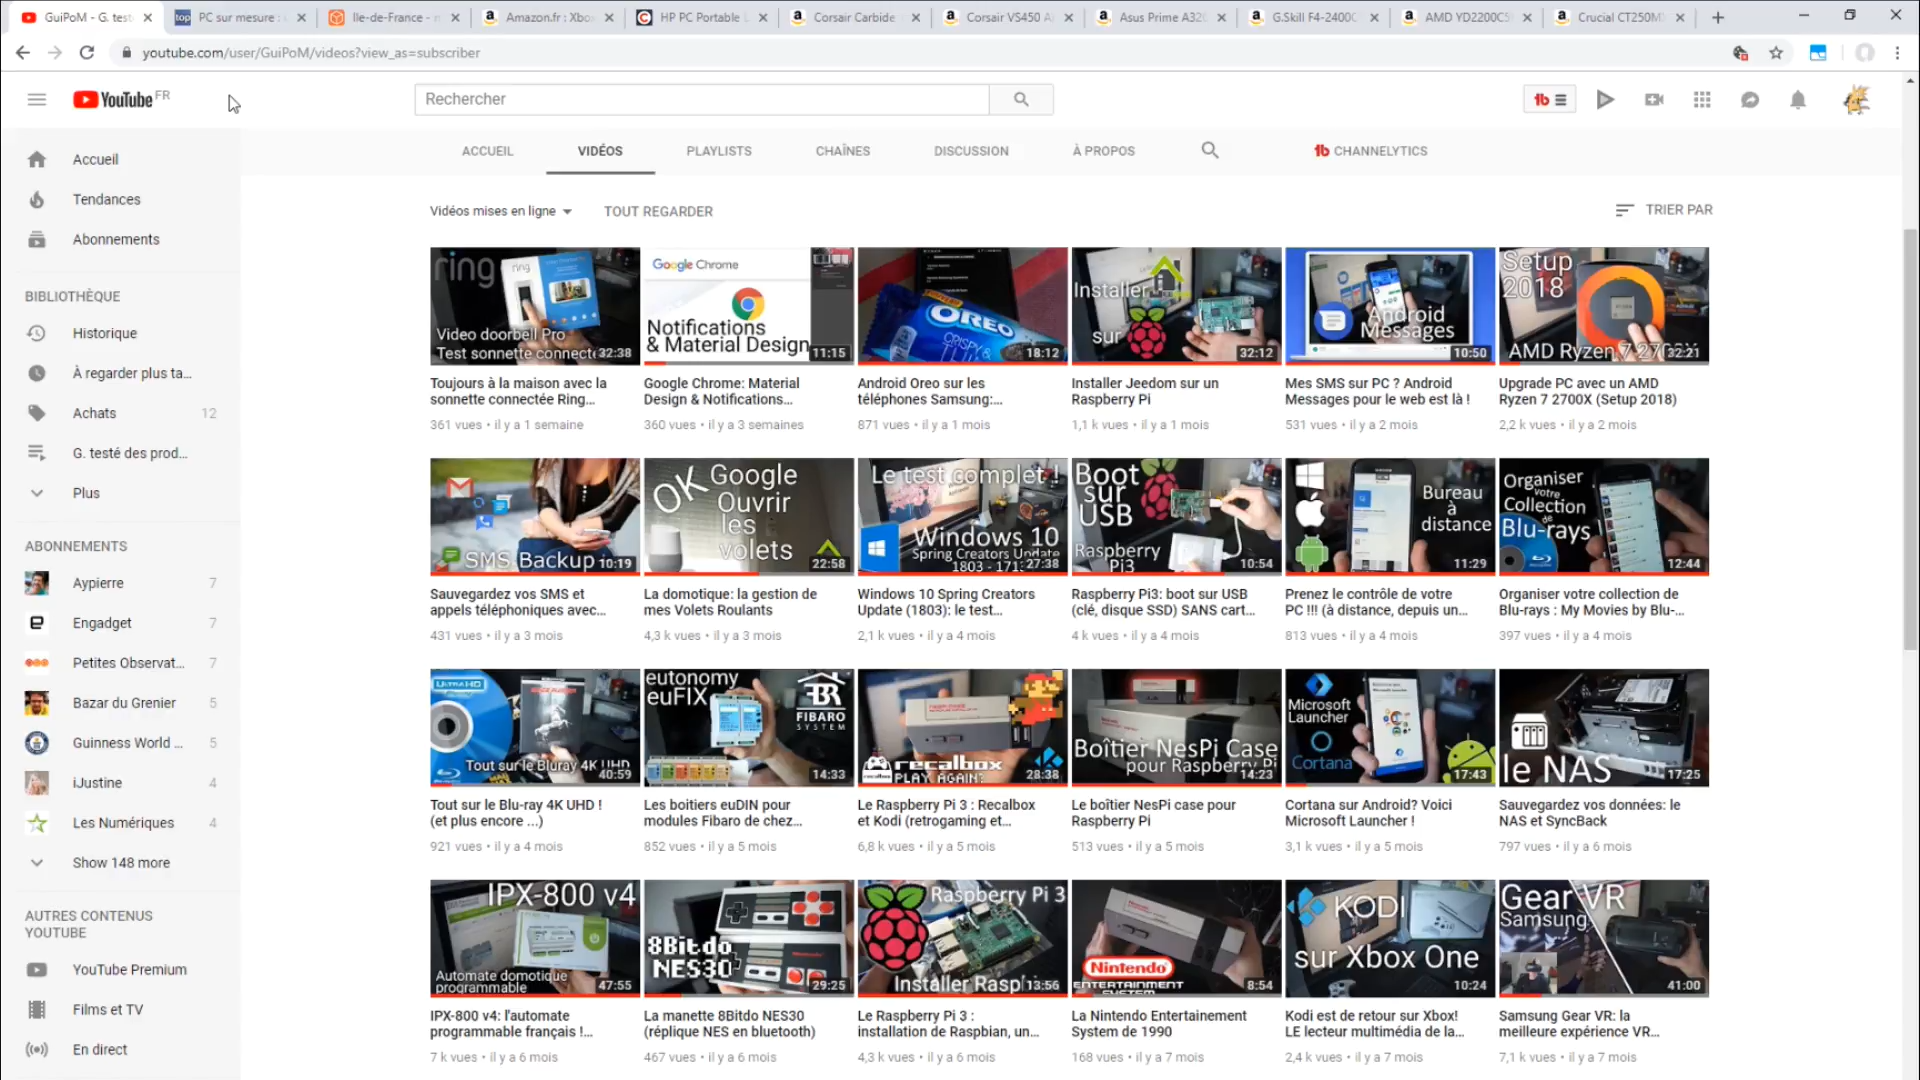 GuiPoM - G. test
PC sur mesure :
Ile-de-France -
Amazon.fr : Xbo
HP PC Portable
Corsair Carbide
Corsair VS450
Asus Prime A32
G.Skill F4-2400C
AMD YD2200C5
Crucial CT250M
youtube.com/user/GuiPoM/videos?view_as=subscriber
YouTube FR
Rechercher
ACCUEIL
VIDÉOS
PLAYLISTS
CHAÎNES
DISCUSSION
À PROPOS
CHANNELYTICS
Accueil
Tendances
Abonnements
BIBLIOTHÈQUE
Historique
À regarder plus ta...
Achats 12
G. testé des prod...
Plus
ABONNEMENTS
Aypierre 7
Engadget 7
Petites Observat... 7
Bazar du Grenier 5
Guinness World ... 5
iJustine 4
Les Numériques 4
Show 148 more
AUTRES CONTENUS
YOUTUBE
YouTube Premium
Films et TV
En direct
Vidéos mises en ligne
TOUT REGARDER
TRIER PAR
ring
Video doorbell Pro
Test sonnette connect
32:38
Google Chrome
Notifications
& Material Design
11:15
OREO
CRISPY &
18:12
Installer
sur
32:12
Android
Messages
10:50
Setup
2018
AMD Ryzen 7 27
32:21
Toujours à la maison avec la
sonnette connectée Ring...
361 vues • il y a 1 semaine
Google Chrome: Material
Design & Notifications...
360 vues • il y a 3 semaines
Android Oreo sur les
téléphones Samsung:...
871 vues • il y a 1 mois
Installer Jeedom sur un
Raspberry Pi
1,1 k vues • il y a 1 mois
Mes SMS sur PC ? Android
Messages pour le web est là !
531 vues • il y a 2 mois
Upgrade PC avec un AMD
Ryzen 7 2700X (Setup 2018)
2,2 k vues • il y a 2 mois
SMS Backup
10:19
OK Google
Ouvrir
les
volets
22:58
Le test complet !
Windows 10
Spring Creators Update
1803 - 171
27:38
Boot
sur
USB
Raspberry
Pi3
10:54
Bureau
à
distance
11:29
Organiser
votre
Collection
de
Blu-rays
12:44
Sauvegardez vos SMS et
appels téléphoniques avec...
431 vues • il y a 3 mois
La domotique: la gestion de
mes Volets Roulants
4,3 k vues • il y a 3 mois
Windows 10 Spring Creators
Update (1803): le test...
2,1 k vues • il y a 4 mois
Raspberry Pi3: boot sur USB
(clé, disque SSD) SANS cart...
4 k vues • il y a 4 mois
Prenez le contrôle de votre
PC !!! (à distance, depuis un...
813 vues • il y a 4 mois
Organiser votre collection de
Blu-rays : My Movies by Blu-...
397 vues • il y a 4 mois
ULTRA HD
Tout sur le Bluray 4K UHD
40:59
eutonomy
euFIX
FIBARO
SYSTEM
14:33
recalbox
PLAY AGAIN?
28:38
Boîtier NesPi Case
pour Raspberry Pi
14:23
Microsoft
Launcher
Cortana
17:43
le NAS
17:25
Tout sur le Blu-ray 4K UHD !
(et plus encore ...)
921 vues • il y a 4 mois
Les boitiers euDIN pour
modules Fibaro de chez...
852 vues • il y a 5 mois
Le Raspberry Pi 3 : Recalbox
et Kodi (retrogaming et...
6,8 k vues • il y a 5 mois
Le boîtier NesPi case pour
Raspberry Pi
513 vues • il y a 5 mois
Cortana sur Android? Voici
Microsoft Launcher !
3,1 k vues • il y a 5 mois
Sauvegardez vos données: le
NAS et SyncBack
797 vues • il y a 6 mois
IPX-800 v4
Automate domotique
programmable
47:55
8Bitdo
NES30
29:25
Raspberry Pi 3
Installer Rasp
13:56
Nintendo
ENTERTAINMENT
SYSTEM
8:54
KODI
sur Xbox One
10:24
Gear VR
Samsung
41:00
IPX-800 v4: l'automate
programmable français !...
7 k vues • il y a 6 mois
La manette 8Bitdo NES30
(réplique NES en bluetooth)
467 vues • il y a 6 mois
Le Raspberry Pi 3 :
installation de Raspbian, un...
4,3 k vues • il y a 6 mois
La Nintendo Entertainement
System de 1990
168 vues • il y a 7 mois
Kodi est de retour sur Xbox!
LE lecteur multimédia de la...
2,4 k vues • il y a 7 mois
Samsung Gear VR: la
meilleure expérience VR...
7,1 k vues • il y a 7 mois